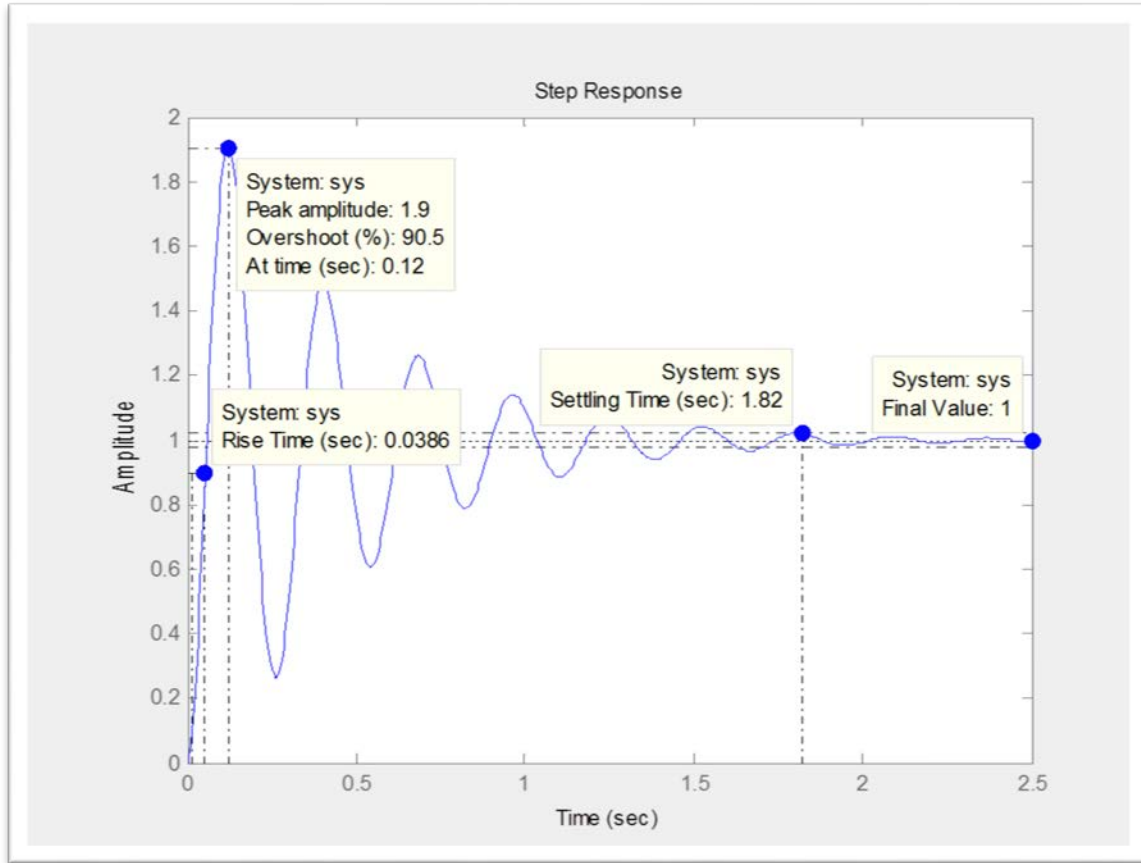 Step Response
2
1.8
1.6
1.4
1.2
1
0.8
0.6
0.4
0.2
0
Amplitude
System: sys
Peak amplitude: 1.9
Overshoot (%): 90.5
At time (sec): 0.12
System: sys
Rise Time (sec): 0.0386
System: sys
Settling Time (sec): 1.82
System: sys
Final Value: 1
0
0.5
1
1.5
2
2.5
Time (sec)